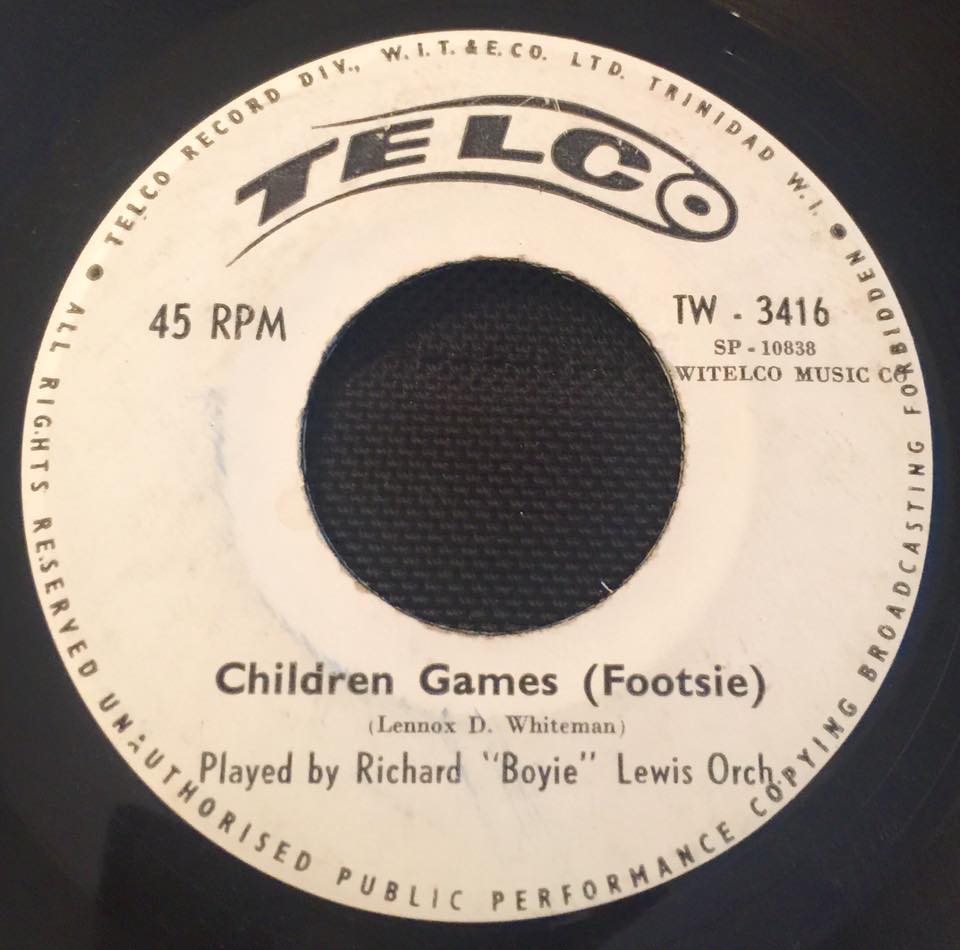 TELCO RECORD DIV., W.I.T. & E. CO. LTD. TRINIDAD W.I.
TELCO
45 RPM
TW - 3416
SP - 10838
WITELCO MUSIC CO
Children Games (Footsie)
(Lennox D. Whiteman)
Played by Richard "Boyie" Lewis Orch.
ALL RIGHTS RESERVED UNAUTHORISED PUBLIC PERFORMANCE COPYING BROADCASTING FORBIDDEN